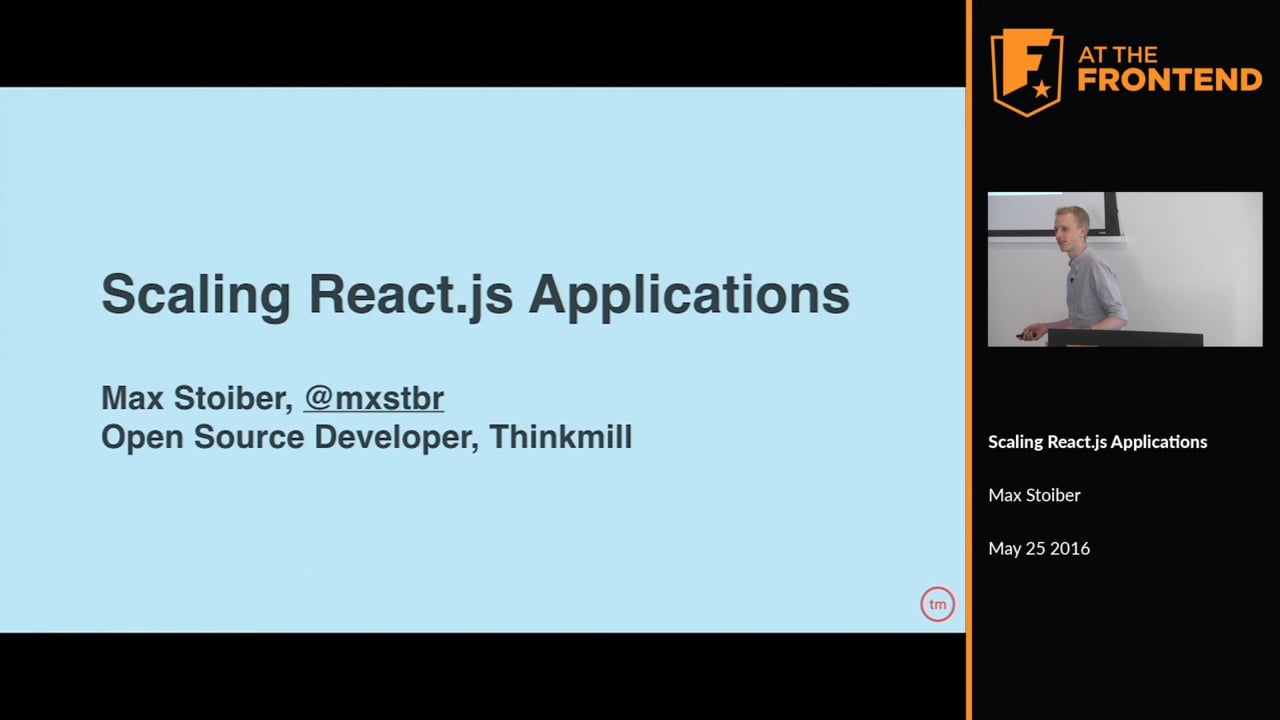 Scaling React.js Applications
Max Stoiber, @mxstbr
Open Source Developer, Thinkmill
tm
AT THE
FRONTEND
Scaling React.js Applications
Max Stoiber
May 25 2016